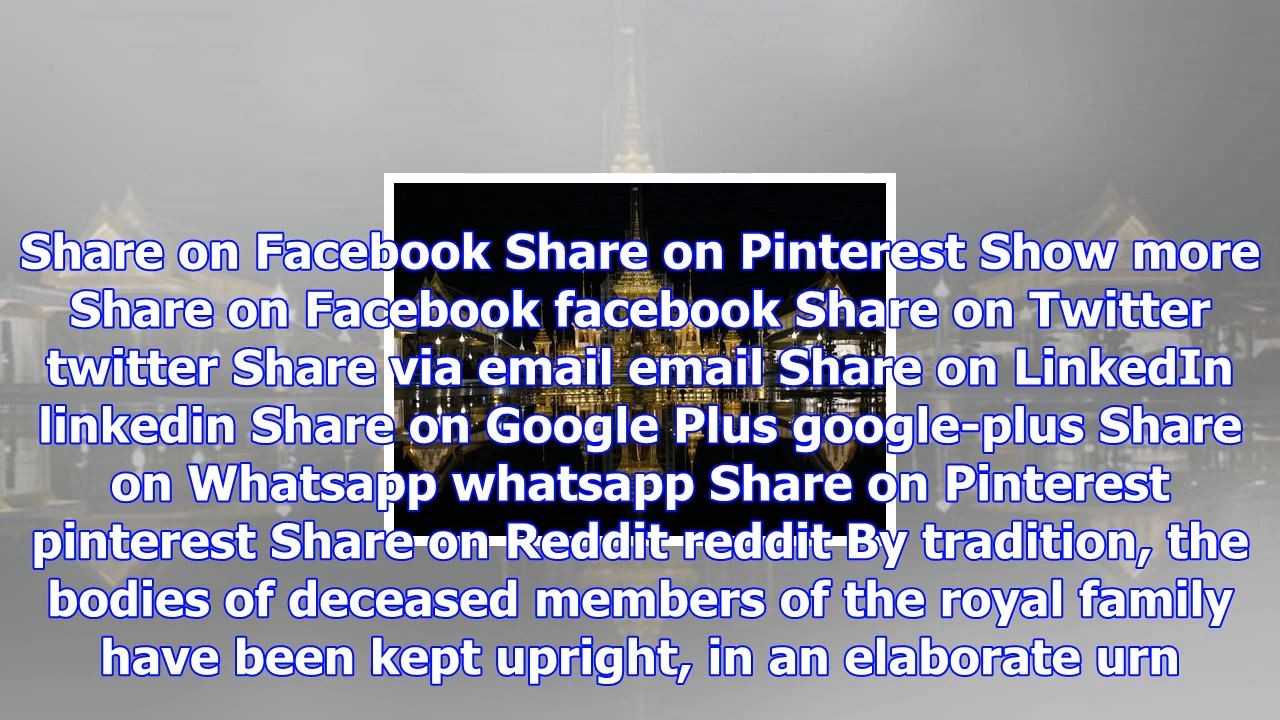 Share on Facebook Share on Pinterest Show more
Share on Facebook facebook Share on Twitter
twitter Share via email email Share on LinkedIn
linkedin Share on Google Plus google-plus Share
on Whatsapp whatsapp Share on Pinterest
pinterest Share on Reddit reddit By tradition, the
bodies of deceased members of the royal family
have been kept upright, in an elaborate urn